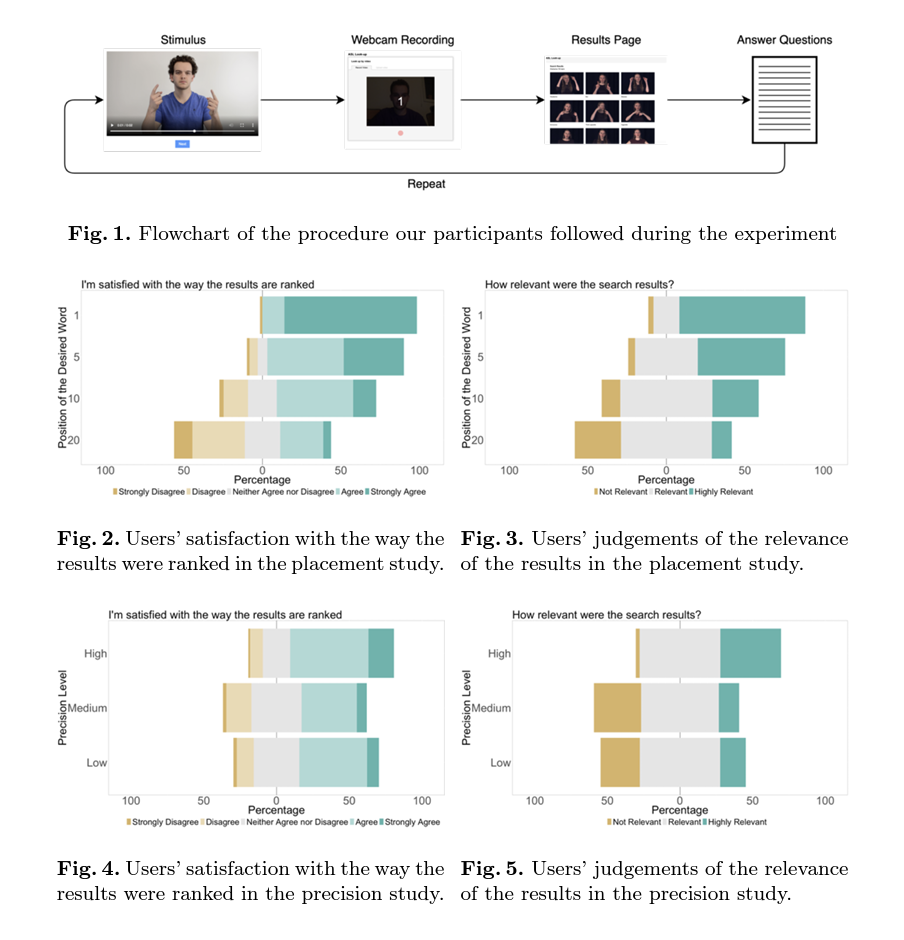 Stimulus
Webcam Recording
Results Page
Answer Questions
1
Repeat
Fig. 1. Flowchart of the procedure our participants followed during the experiment
I'm satisfied with the way the results are ranked
Position of the Desired Word
1
5
10
20
100 50 0 50 100
Percentage
Strongly Disagree Disagree Neither Agree nor Disagree Agree Strongly Agree
How relevant were the search results?
Position of the Desired Word
1
5
10
20
100 50 0 50 100
Percentage
Not Relevant Relevant Highly Relevant
Fig. 2. Users' satisfaction with the way the
results were ranked in the placement study.
Fig. 3. Users' judgements of the relevance
of the results in the placement study.
I'm satisfied with the way the results are ranked
Precision Level
High
Medium
Low
100 50 0 50 100
Percentage
Strongly Disagree Disagree Neither Agree nor Disagree Agree Strongly Agree
How relevant were the search results?
Precision Level
High
Medium
Low
100 50 0 50 100
Percentage
Not Relevant Relevant Highly Relevant
Fig. 4. Users' satisfaction with the way the
results were ranked in the precision study.
Fig. 5. Users' judgements of the relevance
of the results in the precision study.